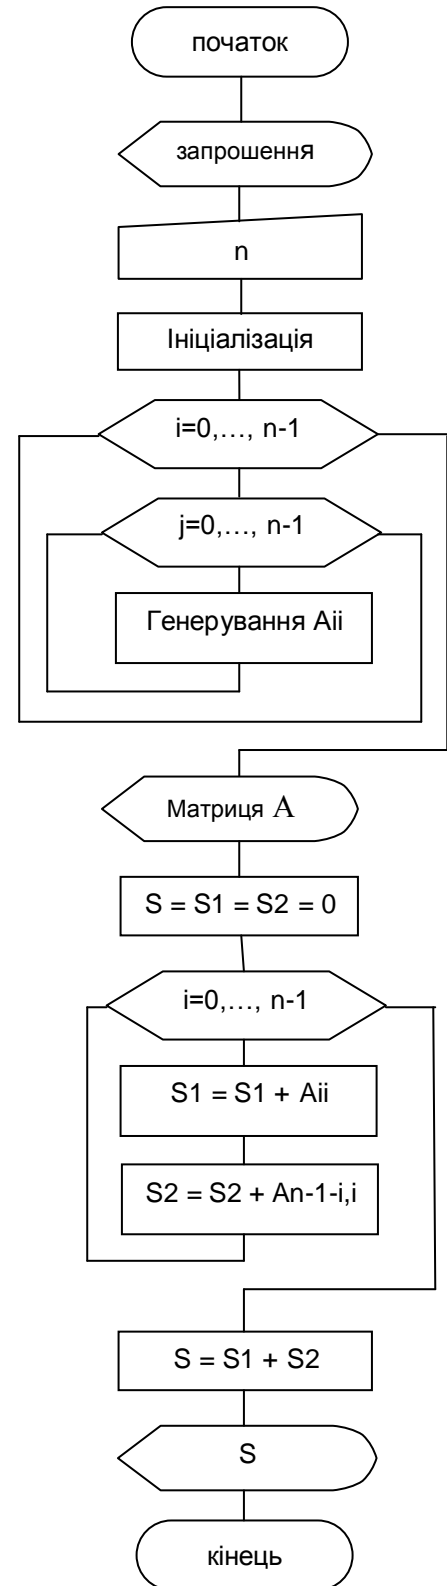 початок
запрошення
n
Ініціалізація
i=0,..., n-1
j=0,..., n-1
Генерування Aii
Матриця A
S = S1 = S2 = 0
i=0,..., n-1
S1 = S1 + Aii
S2 = S2 + An-1-i,i
S = S1 + S2
S
кінець